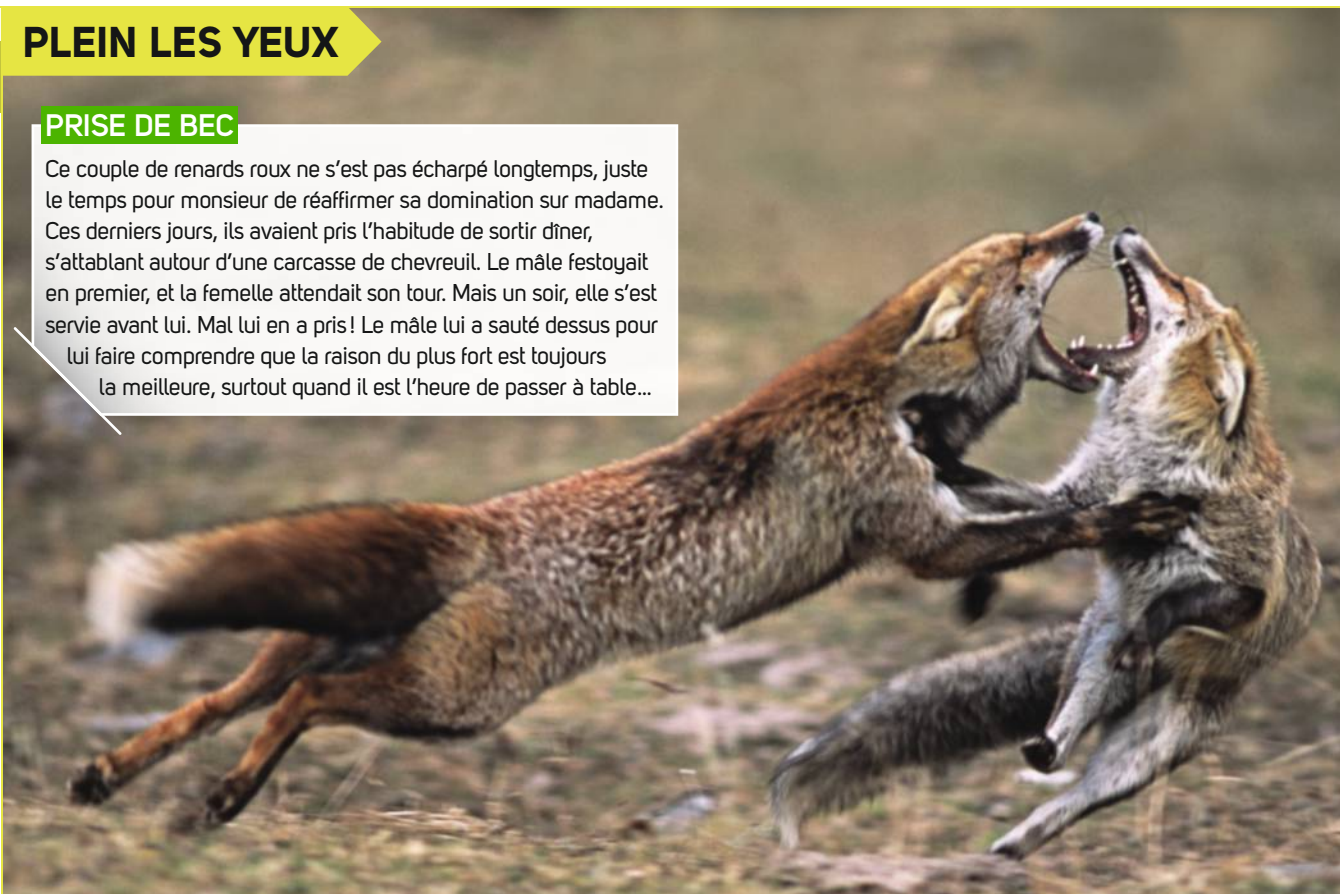 PLEIN LES YEUX
PRISE DE BEC
Ce couple de renards roux ne s’est pas écharpé longtemps, juste
le temps pour monsieur de réaffirmer sa domination sur madame.
Ces derniers jours, ils avaient pris l’habitude de sortir dîner,
s’attablant autour d’une carcasse de chevreuil. Le mâle festoyait
en premier, et la femelle attendait son tour. Mais un soir, elle s’est
servie avant lui. Mal lui en a pris ! Le mâle lui a sauté dessus pour
lui faire comprendre que la raison du plus fort est toujours
la meilleure, surtout quand il est l’heure de passer à table...